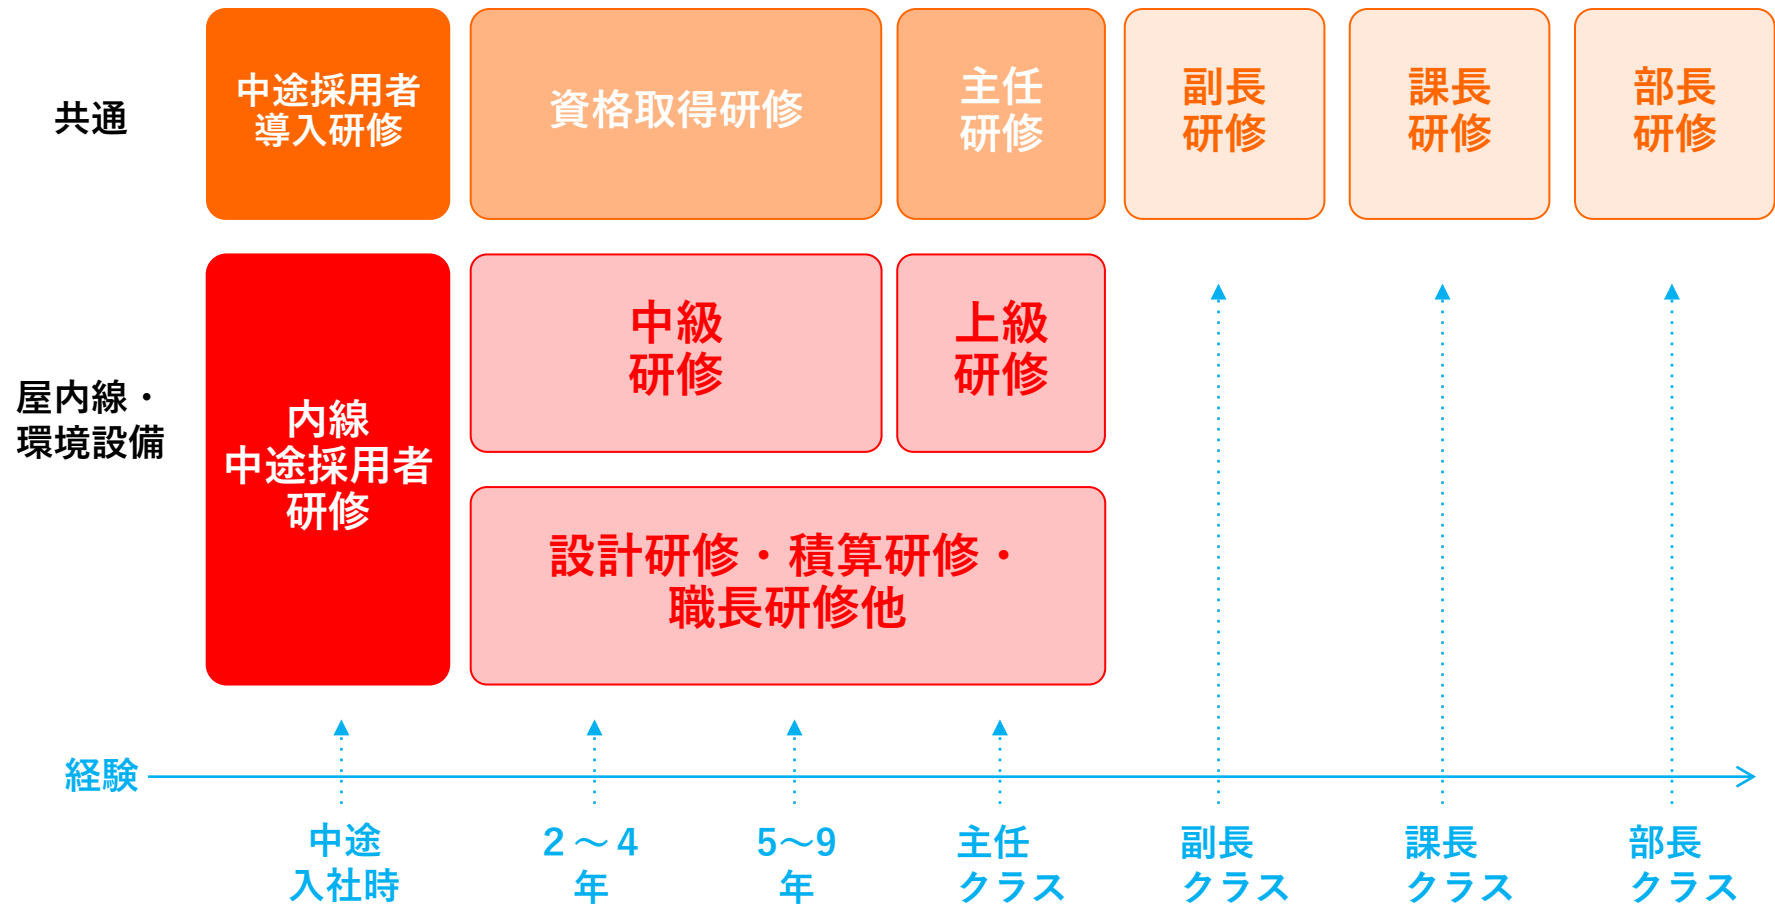 共通
中途採用者
導入研修
資格取得研修
主任
研修
副長
研修
課長
研修
部長
研修
屋内線・
環境設備
内線
中途採用者
研修
中級
研修
上級
研修
設計研修・積算研修・
職長研修他
経験
中途
入社時
２～４
年
5～9
年
主任
クラス
副長
クラス
課長
クラス
部長
クラス